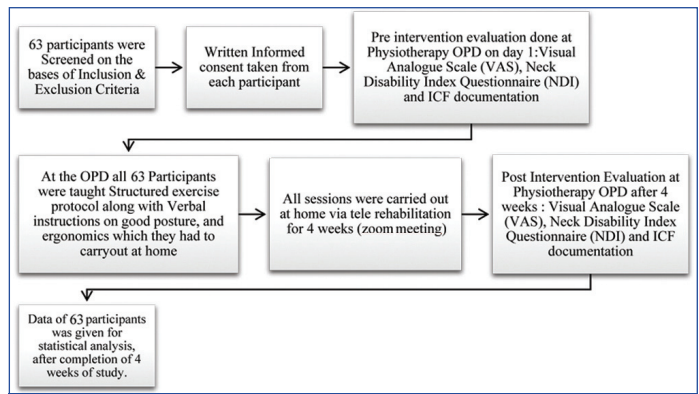 63 participants were
Screened on the
bases of Inclusion &
Exclusion Criteria
Written Informed
consent taken from
each participant
Pre intervention evaluation done at
Physiotherapy OPD on day 1:Visual
Analogue Scale (VAS), Neck
Disability Index Questionnaire (NDI)
and ICF documentation
At the OPD all 63 Participants
were taught Structured exercise
protocol along with Verbal
instructions on good posture, and
ergonomics which they had to
carryout at home
All sessions were carried out
at home via tele rehabilitation
for 4 weeks (zoom meeting)
Post Intervention Evaluation at
Physiotherapy OPD after 4
weeks : Visual Analogue Scale
(VAS), Neck Disability Index
Questionnaire (NDI) and ICF
documentation
Data of 63 participants
was given for
statistical analysis,
after completion of 4
weeks of study.